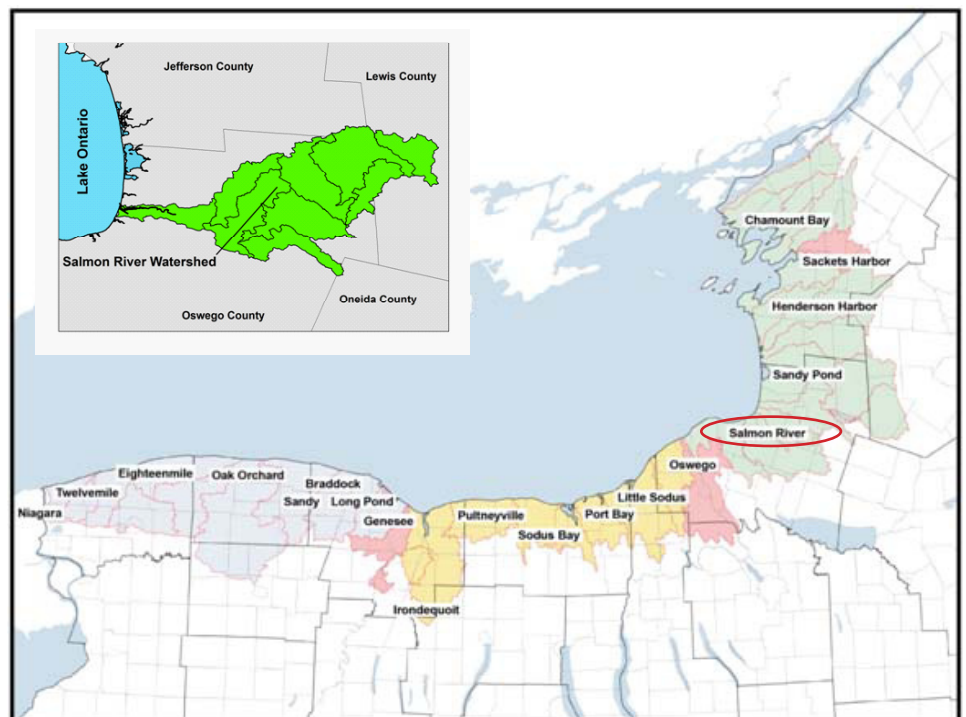 Jefferson County
Lewis County
Lake Ontario
Salmon River Watershed
Oneida County
Oswego County
Chamount Bay
Sackets Harbor
Henderson Harbor
Sandy Pond
Salmon River
Oswego
Eighteenmile
Oak Orchard
Braddock
Twelvemile
Sandy
Long Pond
Little Sodus
Niagara
Genesee
Pultneyville
Port Bay
Sodus Bay
Irondequoit